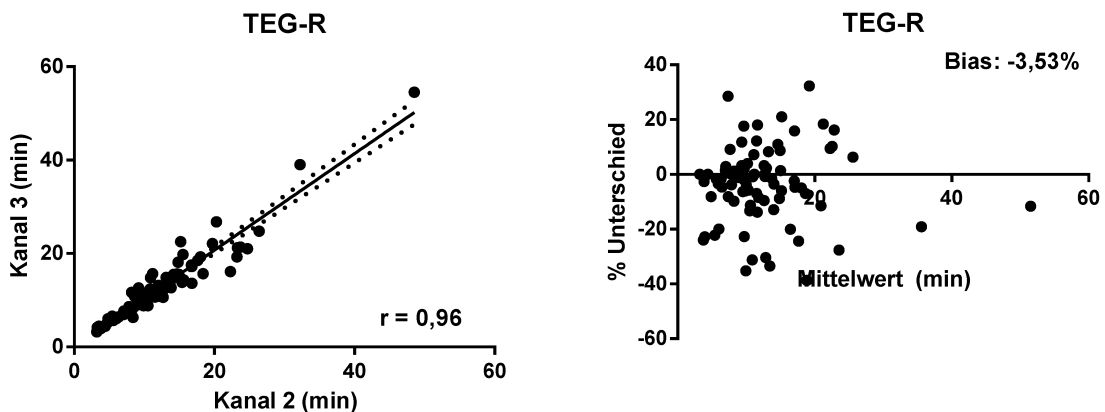 TEG-R
60
40
20
0
Kanal 3 (min)
r = 0,96
0 20 40 60
Kanal 2 (min)
TEG-R
Bias: -3,53%
40
20
0
-20
-40
-60
% Unterschied
20 40 60
Mittelwert (min)